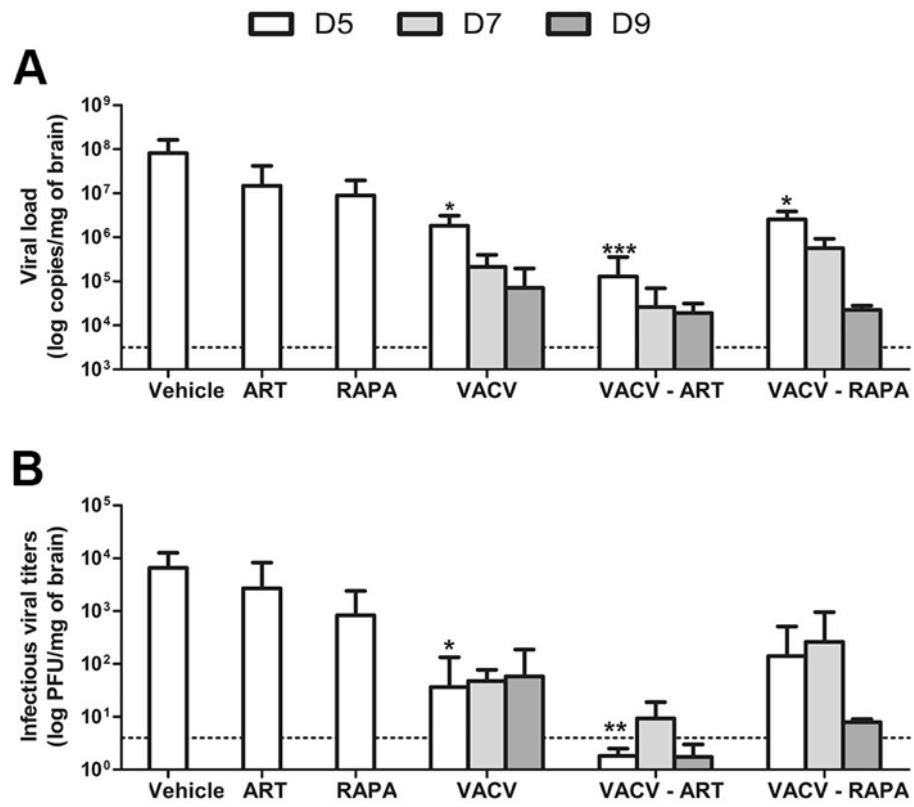 D5 D7 D9
A
Viral load
(log copies/mg of brain)
10⁹
10⁸
10⁷
10⁶
10⁵
10⁴
10³
* *** *
Vehicle ART RAPA VACV VACV - ART VACV - RAPA
B
Infectious viral titers
(log PFU/mg of brain)
10⁵
10⁴
10³
10²
10¹
10⁰
* **
Vehicle ART RAPA VACV VACV - ART VACV - RAPA